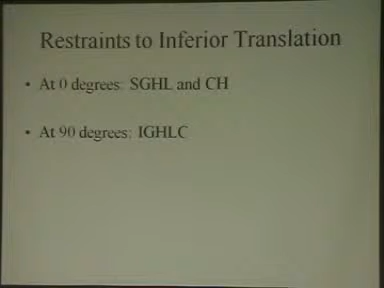 Restraints to Inferior Translation
• At 0 degrees: SGHL and CH
• At 90 degrees: IGHLC